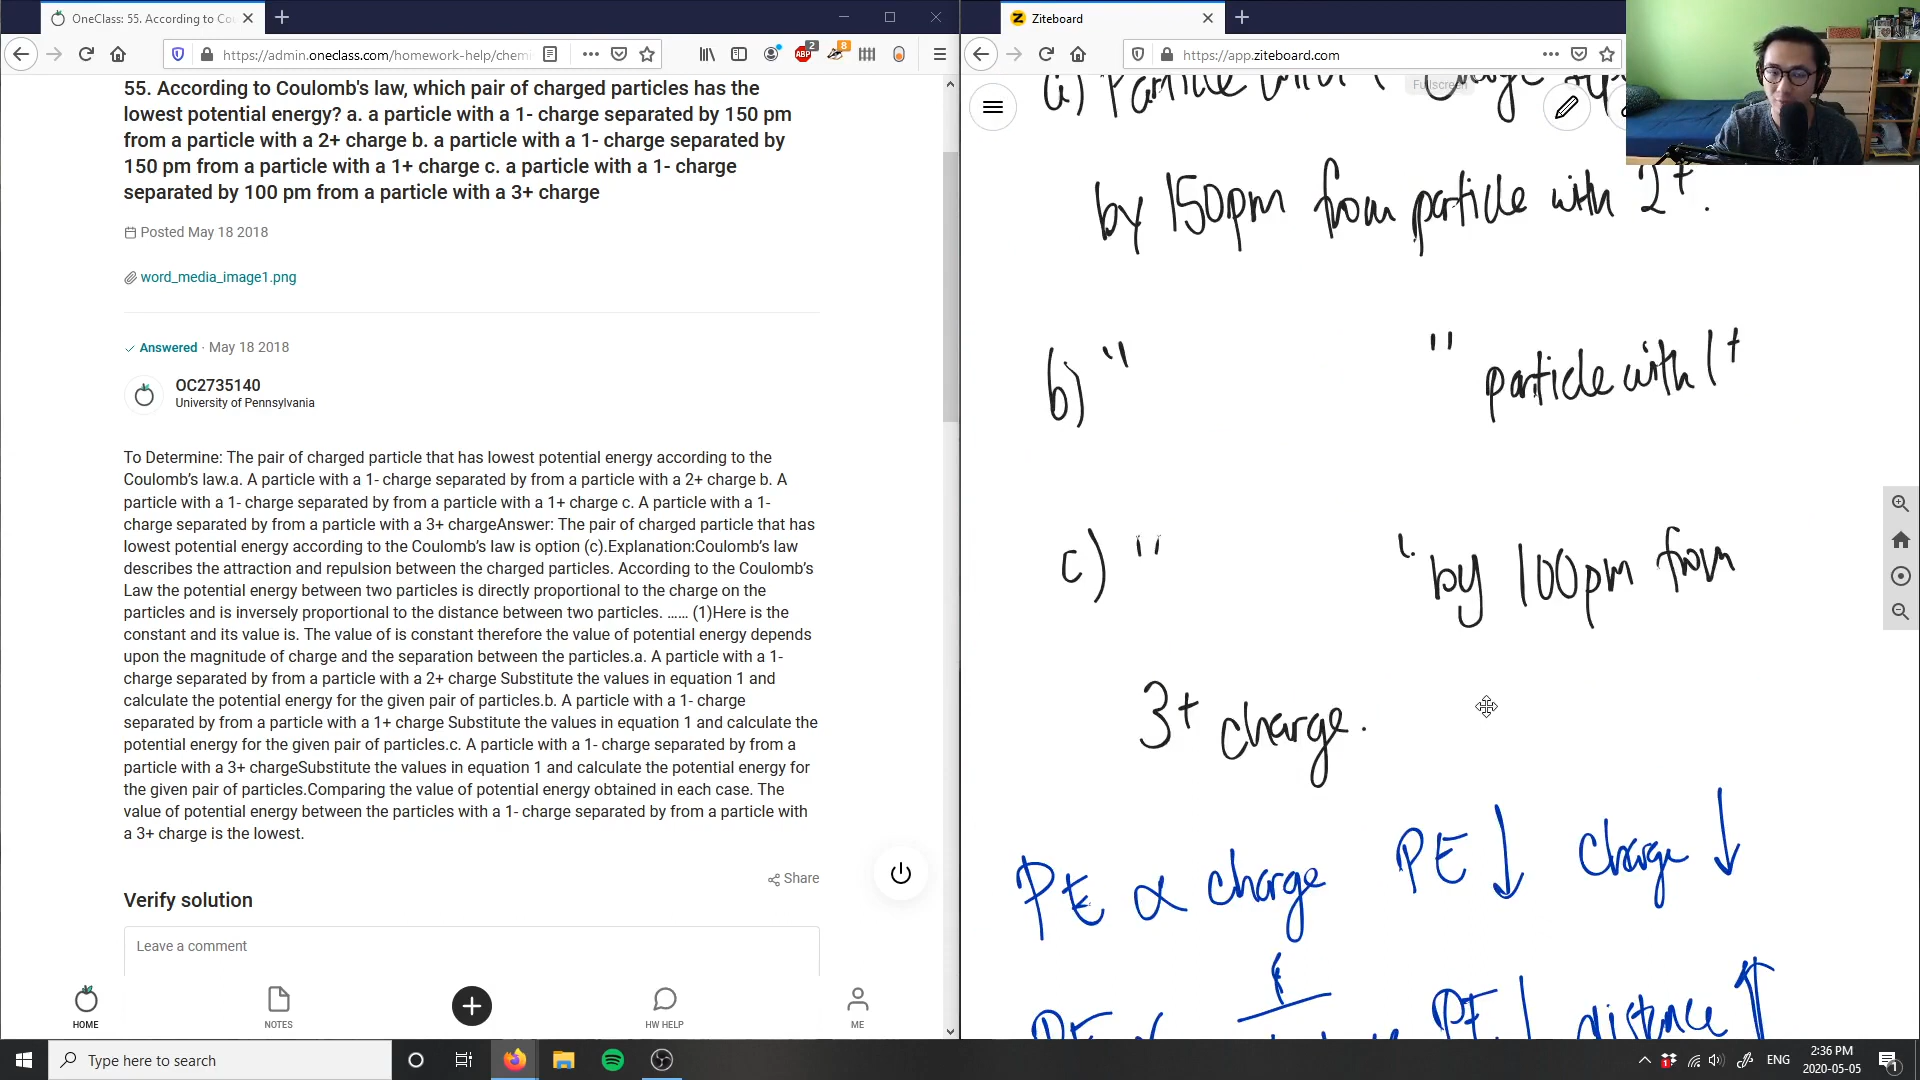 OneClass: 55. According to Cou
https://admin.oneclass.com/homework-help/chemi
ABP
2
8
55. According to Coulomb's law, which pair of charged particles has the
lowest potential energy? a. a particle with a 1- charge separated by 150 pm
from a particle with a 2+ charge b. a particle with a 1- charge separated by
150 pm from a particle with a 1+ charge c. a particle with a 1- charge
separated by 100 pm from a particle with a 3+ charge
Posted May 18 2018
word_media_image1.png
Answered · May 18 2018
OC2735140
University of Pennsylvania
To Determine: The pair of charged particle that has lowest potential energy according to the
Coulomb’s law.a. A particle with a 1- charge separated by from a particle with a 2+ charge b. A
particle with a 1- charge separated by from a particle with a 1+ charge c. A particle with a 1-
charge separated by from a particle with a 3+ chargeAnswer: The pair of charged particle that has
lowest potential energy according to the Coulomb’s law is option (c).Explanation:Coulomb’s law
describes the attraction and repulsion between the charged particles. According to the Coulomb’s
Law the potential energy between two particles is directly proportional to the charge on the
particles and is inversely proportional to the distance between two particles. …… (1)Here is the
constant and its value is. The value of is constant therefore the value of potential energy depends
upon the magnitude of charge and the separation between the particles.a. A particle with a 1-
charge separated by from a particle with a 2+ charge Substitute the values in equation 1 and
calculate the potential energy for the given pair of particles.b. A particle with a 1- charge
separated by from a particle with a 1+ charge Substitute the values in equation 1 and calculate the
potential energy for the given pair of particles.c. A particle with a 1- charge separated by from a
particle with a 3+ chargeSubstitute the values in equation 1 and calculate the potential energy for
the given pair of particles.Comparing the value of potential energy obtained in each case. The
value of potential energy between the particles with a 1- charge separated by from a particle with
a 3+ charge is the lowest.
Share
Verify solution
Leave a comment
HOME
NOTES
HW HELP
ME
Ziteboard
https://app.ziteboard.com
Fullscreen
a) Particle with 1- charge
by 150pm from particle with 2+.
b) " " particle with 1+
c) " " by 100pm from
3+ charge.
PE ∝ charge PE ↓ charge ↓
PE ∝ 1 PE ↓ distance ↑
Type here to search
ENG
2:36 PM
2020-05-05
1